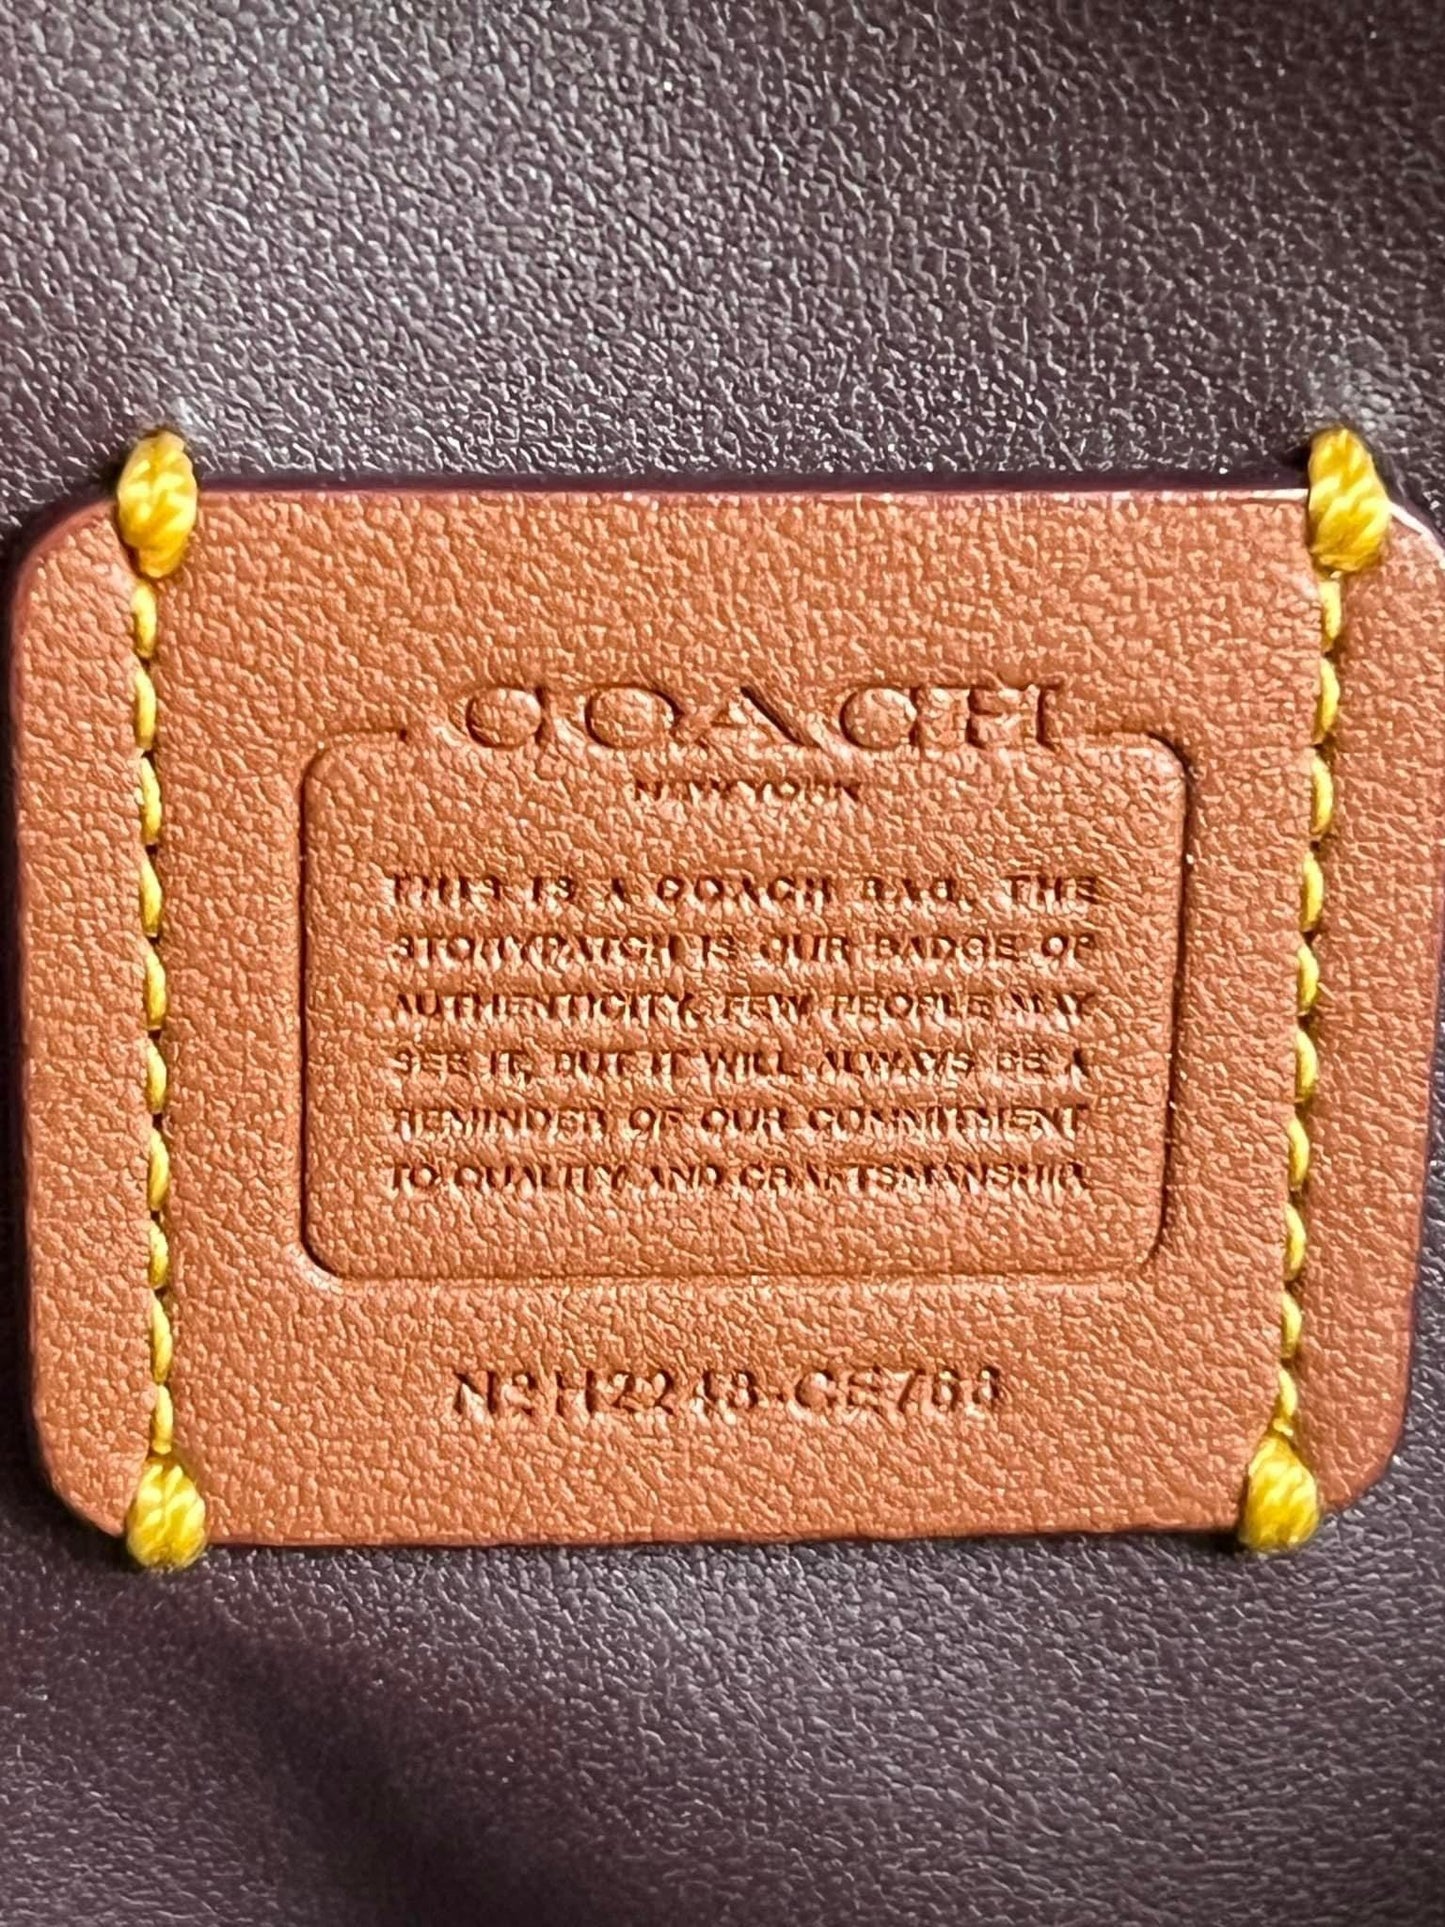 COACH
NEW YORK
THIS IS A COACH BAG. THE
STORYPATCH IS OUR BADGE OF
AUTHENTICITY. FEW PEOPLE MAY
SEE IT, BUT IT WILL ALWAYS BE A
REMINDER OF OUR COMMITMENT
TO QUALITY AND CRAFTSMANSHIP.